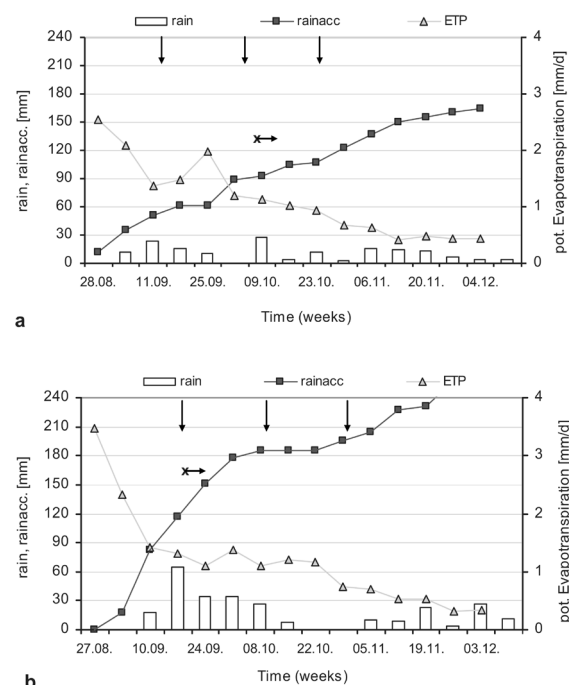 rain rainacc ETP
240 4
210
180 3
150
120 2
90
60 1
30
0 0
28.08. 11.09. 25.09. 09.10. 23.10. 06.11. 20.11. 04.12.
rain, rainacc. [mm]
pot. Evapotranspiration [mm/d]
Time (weeks)
a
rain rainacc ETP
240 4
210
180 3
150
120 2
90
60 1
30
0 0
27.08. 10.09. 24.09. 08.10. 22.10. 05.11. 19.11. 03.12.
rain, rainacc. [mm]
pot. Evapotranspiration [mm/d]
Time (weeks)
b